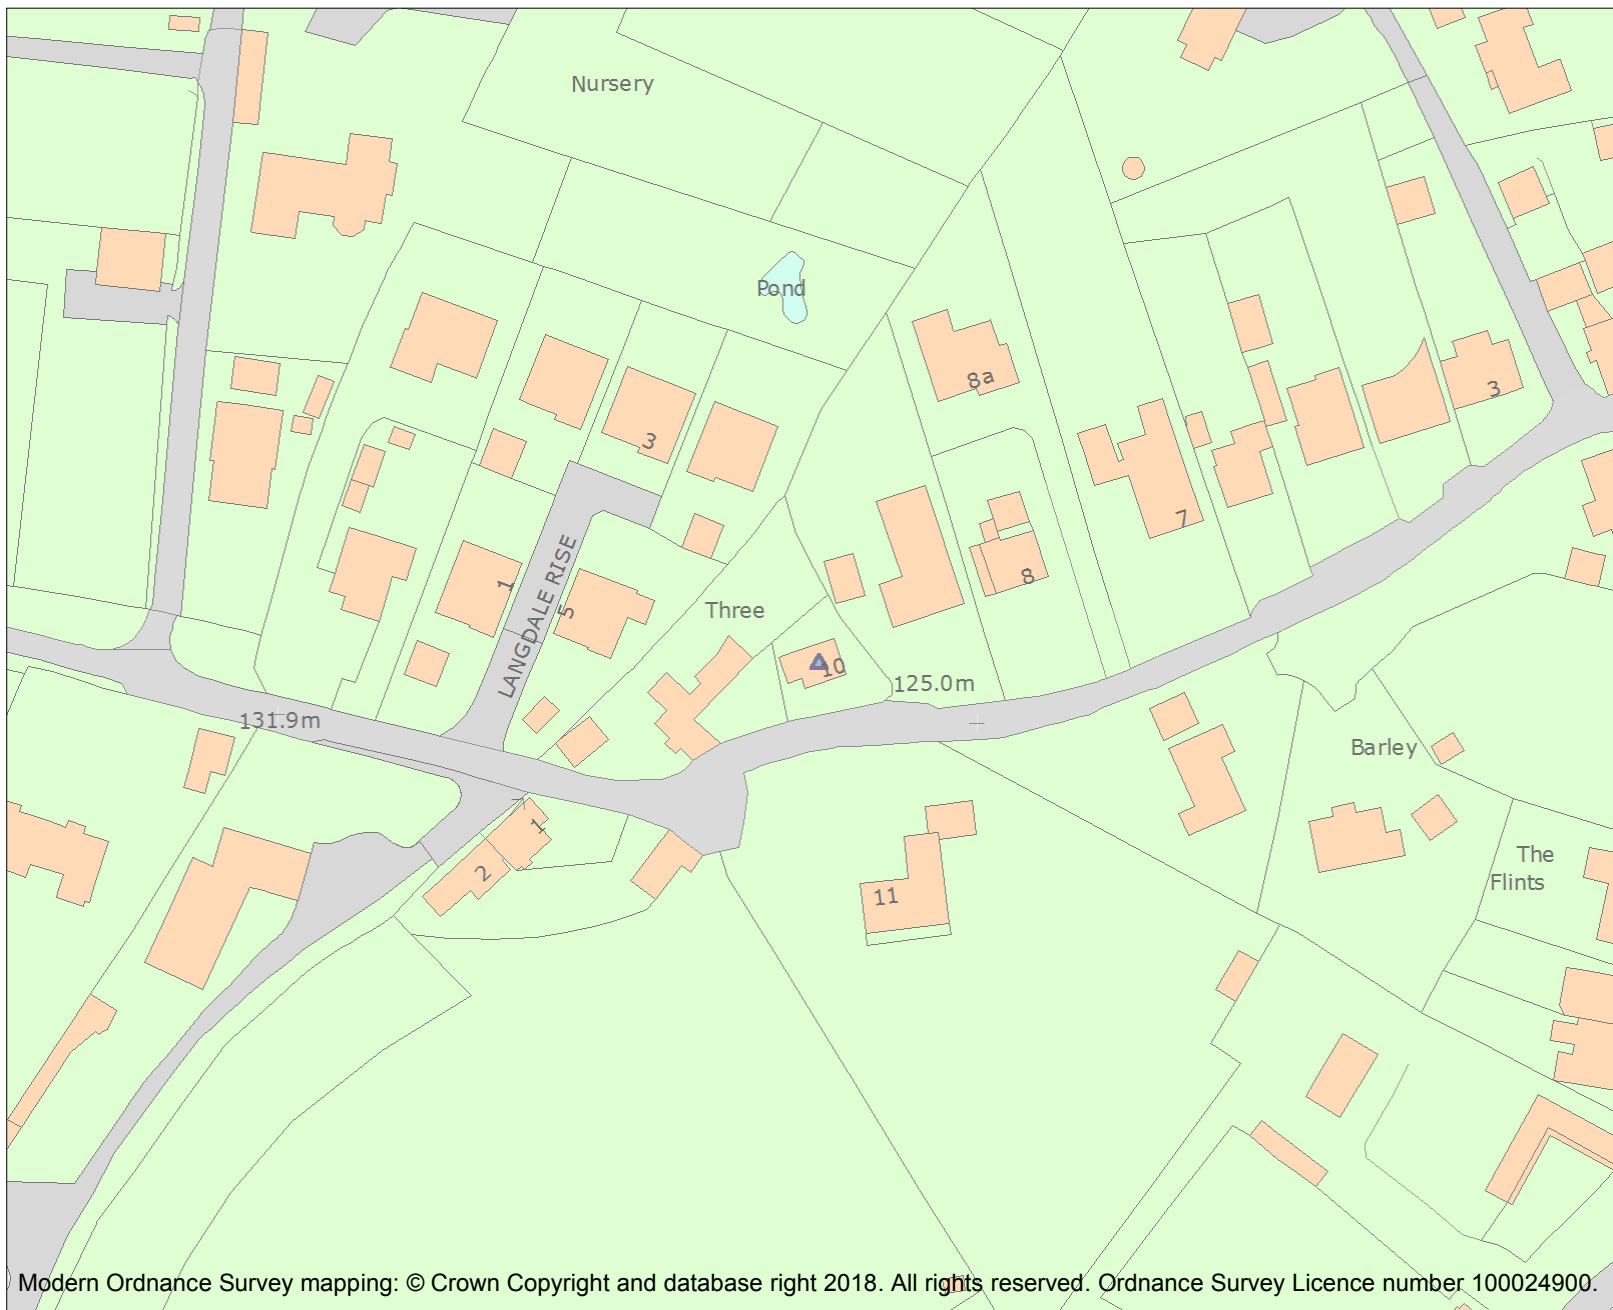 Nursery
Pond
8a
3
3
7
1
LANGDALE RISE
5
8
Three
10
125.0m
131.9m
Barley
1
2
11
The
Flints
Modern Ordnance Survey mapping: © Crown Copyright and database right 2018. All rights reserved. Ordnance Survey Licence number 100024900.